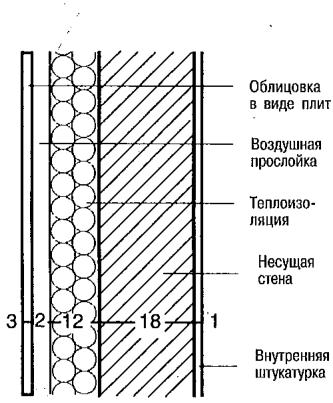 Облицовка
в виде плит
Воздушная
прослойка
Теплоизо-
ляция
Несущая
стена
3 2 12 18 1
Внутренняя
штукатурка